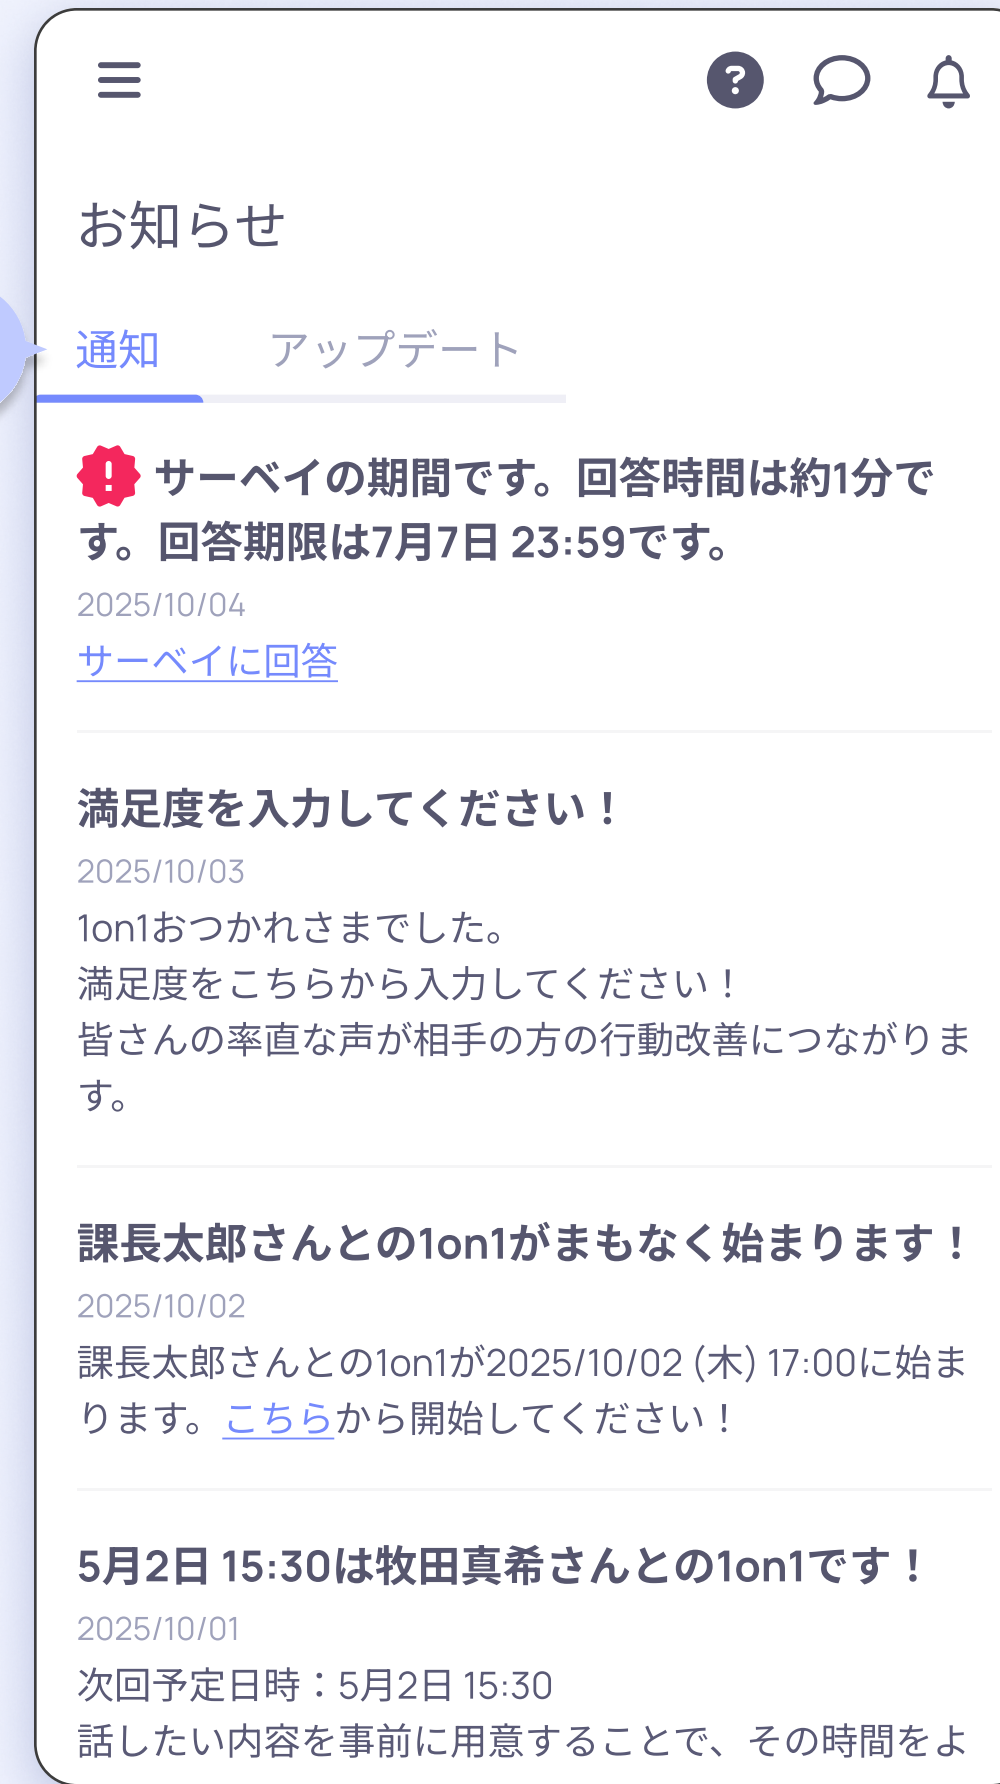 お知らせ
通知 アップデート
サーベイの期間です。回答時間は約1分で
す。回答期限は7月7日 23:59です。
2025/10/04
サーベイに回答
満足度を入力してください！
2025/10/03
1on1おつかれさまでした。
満足度をこちらから入力してください！
皆さんの率直な声が相手の方の行動改善につながりま
す。
課長太郎さんとの1on1がまもなく始まります！
2025/10/02
課長太郎さんとの1on1が2025/10/02 (木) 17:00に始ま
ります。こちらから開始してください！
5月2日 15:30は牧田真希さんとの1on1です！
2025/10/01
次回予定日時：5月2日 15:30
話したい内容を事前に用意することで、その時間をよ